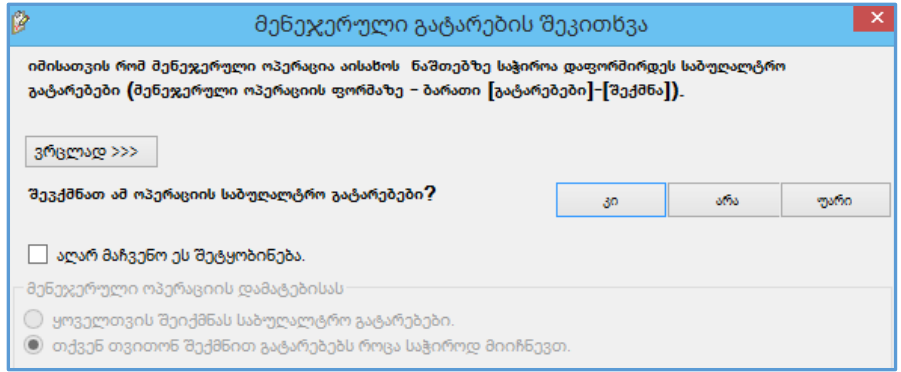 მენეჯერული გატარების შეკითხვა
იმისათვის რომ მენეჯერული ოპერაცია აისახოს ნაშთებზე საჭიროა დაფორმირდეს საბუღალტრო
გატარებები (მენეჯერული ოპერაციის ფორმაზე - ბარათი [გატარებები]-[შექმნა]).
ვრცლად >>>
შევქმნათ ამ ოპერაციის საბუღალტრო გატარებები?
კი
არა
უარი
აღარ მაჩვენო ეს შეტყობინება.
მენეჯერული ოპერაციის დამატებისას
ყოველთვის შეიქმნას საბუღალტრო გატარებები.
თქვენ თვითონ შექმნით გატარებებს როცა საჭიროდ მიიჩნევთ.